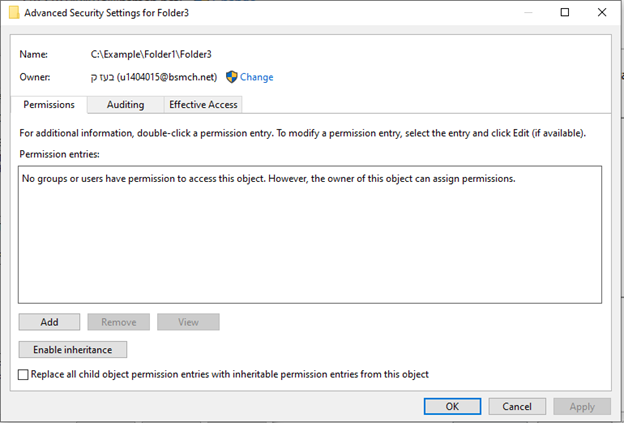 Advanced Security Settings for Folder3
Name: C:\Example\Folder1\Folder3
Owner: בעז ק (u1404015@bsmch.net) Change
Permissions Auditing Effective Access
For additional information, double-click a permission entry. To modify a permission entry, select the entry and click Edit (if available).
Permission entries:
No groups or users have permission to access this object. However, the owner of this object can assign permissions.
Add Remove View
Enable inheritance
Replace all child object permission entries with inheritable permission entries from this object
OK Cancel Apply